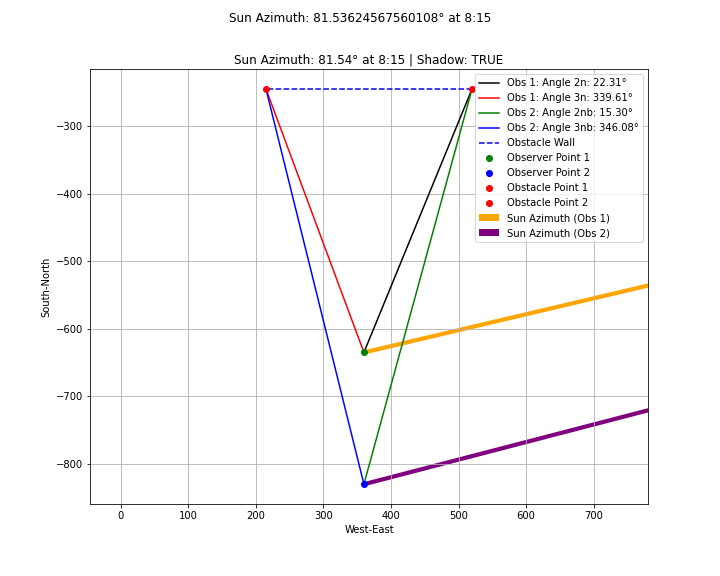 Sun Azimuth: 81.53624567560108° at 8:15
Sun Azimuth: 81.54° at 8:15 | Shadow: TRUE
Obs 1: Angle 2n: 22.31°
Obs 1: Angle 3n: 339.61°
Obs 2: Angle 2nb: 15.30°
Obs 2: Angle 3nb: 346.08°
Obstacle Wall
Observer Point 1
Observer Point 2
Obstacle Point 1
Obstacle Point 2
Sun Azimuth (Obs 1)
Sun Azimuth (Obs 2)
South-North
−300
−400
−500
−600
−700
−800
0 100 200 300 400 500 600 700
West-East